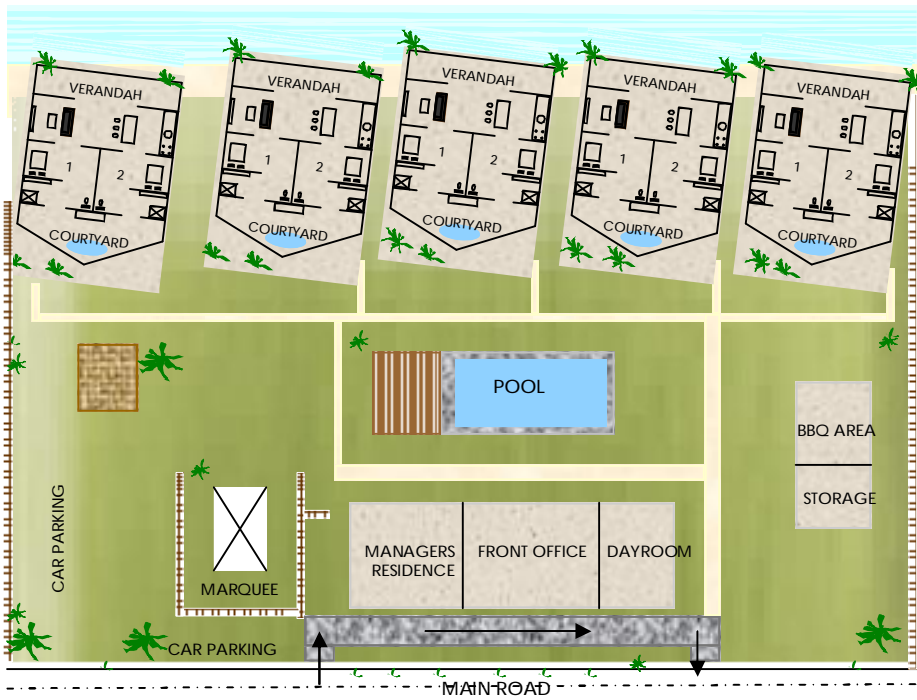 VERANDAH
1
2
COURTYARD
VERANDAH
1
2
COURTYARD
VERANDAH
1
2
COURTYARD
VERANDAH
1
2
COURTYARD
VERANDAH
1
2
COURTYARD
POOL
BBQ AREA
STORAGE
CAR PARKING
MARQUEE
MANAGERS
RESIDENCE
FRONT OFFICE
DAYROOM
CAR PARKING
MAIN ROAD